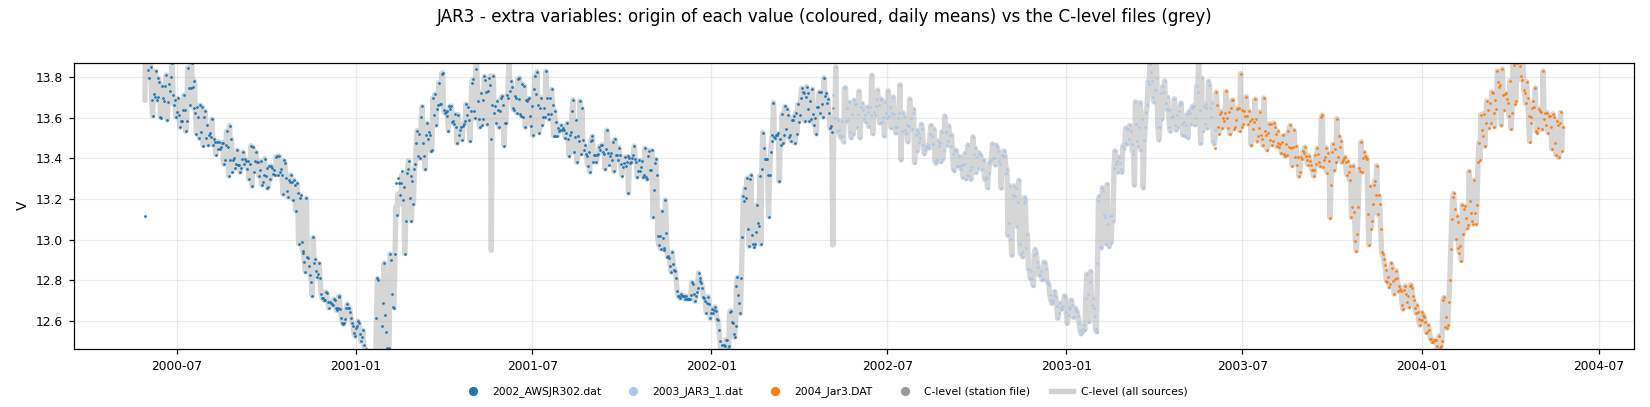 JAR3 - extra variables: origin of each value (coloured, daily means) vs the C-level files (grey)
V
13.8
13.6
13.4
13.2
13.0
12.8
12.6
2000-07 2001-01 2001-07 2002-01 2002-07 2003-01 2003-07 2004-01 2004-07
2002_AWSJR302.dat 2003_JAR3_1.dat 2004_Jar3.DAT C-level (station file) C-level (all sources)